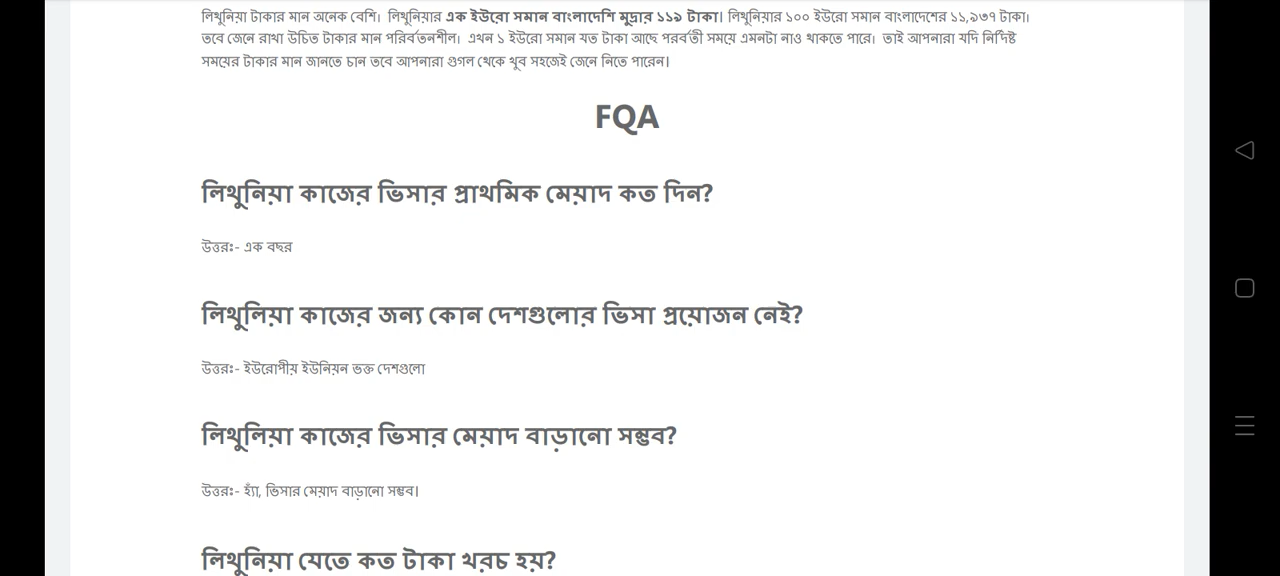 লিথুনিয়া টাকার মান অনেক বেশি। লিথুনিয়ার এক ইউরো সমান বাংলাদেশি মুদ্রার ১১৯ টাকা। লিথুনিয়ার ১০০ ইউরো সমান বাংলাদেশের ১১,৯৩৭ টাকা।
তবে জেনে রাখা উচিত টাকার মান পরিবর্তনশীল। এখন ১ ইউরো সমান যত টাকা আছে পরবর্তী সময়ে এমনটা নাও থাকতে পারে। তাই আপনারা যদি নির্দিষ্ট
সময়ের টাকার মান জানতে চান তবে আপনারা গুগল থেকে খুব সহজেই জেনে নিতে পারেন।
FQA
লিথুনিয়া কাজের ভিসার প্রাথমিক মেয়াদ কত দিন?
উত্তরঃ- এক বছর
লিথুলিয়া কাজের জন্য কোন দেশগুলোর ভিসা প্রয়োজন নেই?
উত্তরঃ- ইউরোপীয় ইউনিয়ন ভক্ত দেশগুলো
লিথুলিয়া কাজের ভিসার মেয়াদ বাড়ানো সম্ভব?
উত্তরঃ- হ্যাঁ, ভিসার মেয়াদ বাড়ানো সম্ভব।
লিথুনিয়া যেতে কত টাকা খরচ হয়?